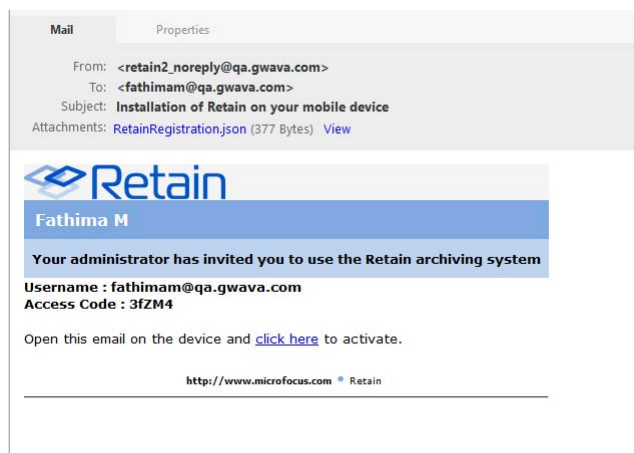 Mail Properties
From: <retain2_noreply@qa.gwava.com>
To: <fathimam@qa.gwava.com>
Subject: Installation of Retain on your mobile device
Attachments: RetainRegistration.json (377 Bytes) View
Retain
Fathima M
Your administrator has invited you to use the Retain archiving system
Username : fathimam@qa.gwava.com
Access Code : 3fZM4
Open this email on the device and click here to activate.
http://www.microfocus.com • Retain